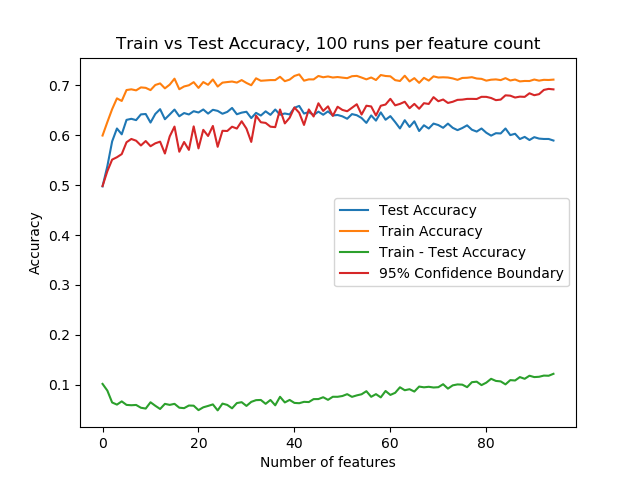 Train vs Test Accuracy, 100 runs per feature count
0.7
0.6
0.5
0.4
0.3
0.2
0.1
Accuracy
Test Accuracy
Train Accuracy
Train - Test Accuracy
95% Confidence Boundary
0 20 40 60 80
Number of features